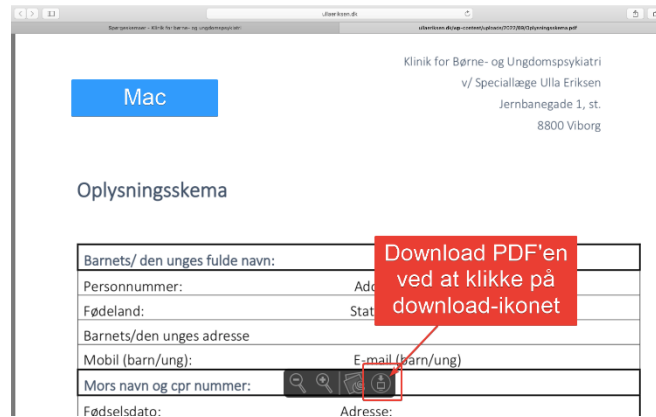 ullaeriksen.dk
Spørgeskemaer – Klinik for børne- og ungdomspsykiatri
ullaeriksen.dk/wp-content/uploads/2022/09/Oplysningsskema.pdf
Klinik for Børne- og Ungdomspsykiatri
v/ Speciallæge Ulla Eriksen
Jernbanegade 1, st.
8800 Viborg
Mac
Oplysningsskema
Download PDF'en
ved at klikke på
download-ikonet
Barnets/ den unges fulde navn:
Personnummer:
Fødeland:
Barnets/den unges adresse
Mobil (barn/ung): E-mail (barn/ung)
Mors navn og cpr nummer:
Fødselsdato: Adresse: